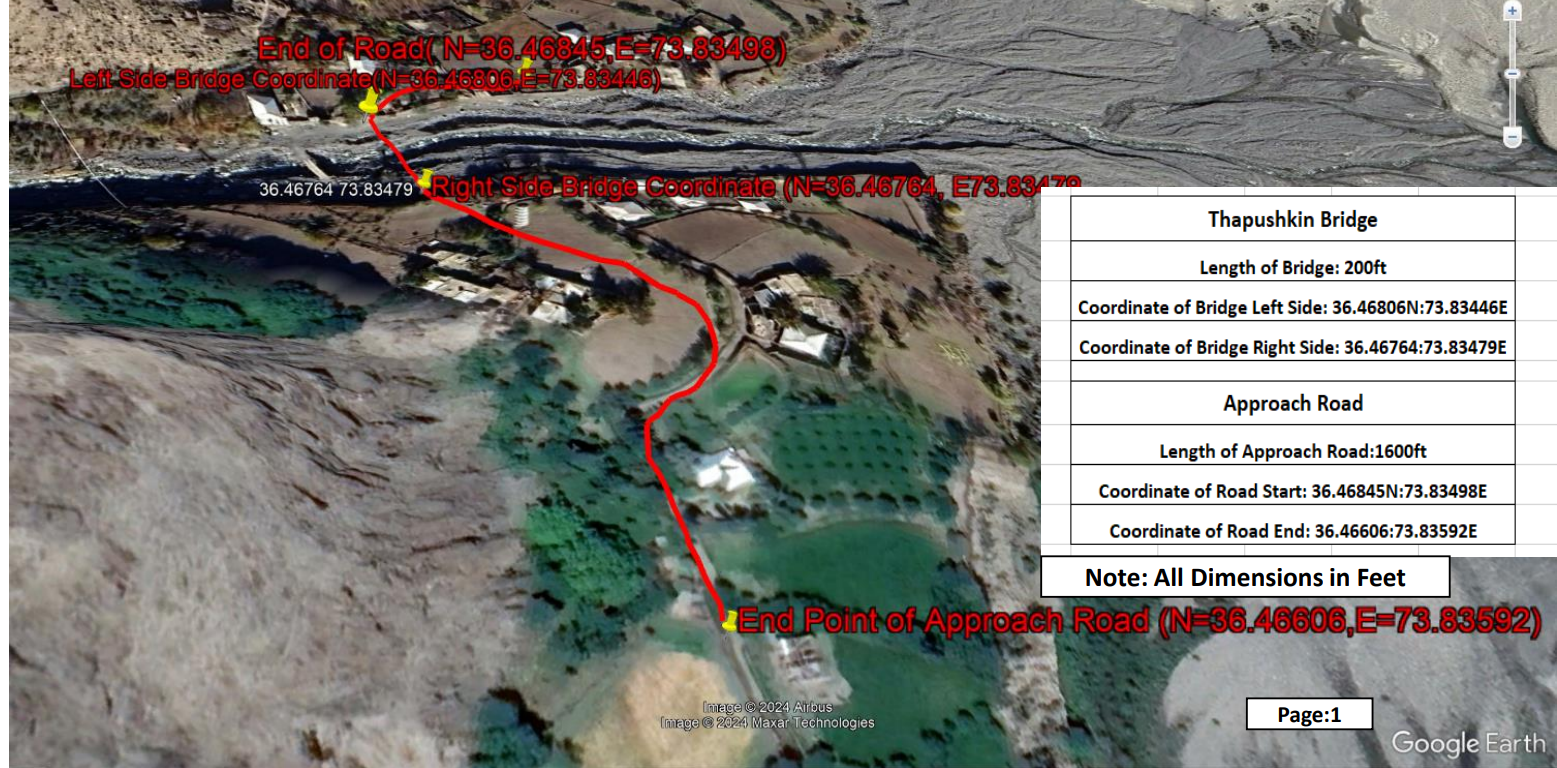 End of Road( N=36.46845,E=73.83498)
Left Side Bridge Coordinate(N=36.46806,E=73.83446)
36.46764 73.83479
Right Side Bridge Coordinate (N=36.46764, E73.83479
Thapushkin Bridge
Length of Bridge: 200ft
Coordinate of Bridge Left Side: 36.46806N:73.83446E
Coordinate of Bridge Right Side: 36.46764:73.83479E
Approach Road
Length of Approach Road:1600ft
Coordinate of Road Start: 36.46845N:73.83498E
Coordinate of Road End: 36.46606:73.83592E
Note: All Dimensions in Feet
End Point of Approach Road (N=36.46606,E=73.83592)
Image © 2024 Airbus
Image © 2024 Maxar Technologies
Page:1
Google Earth